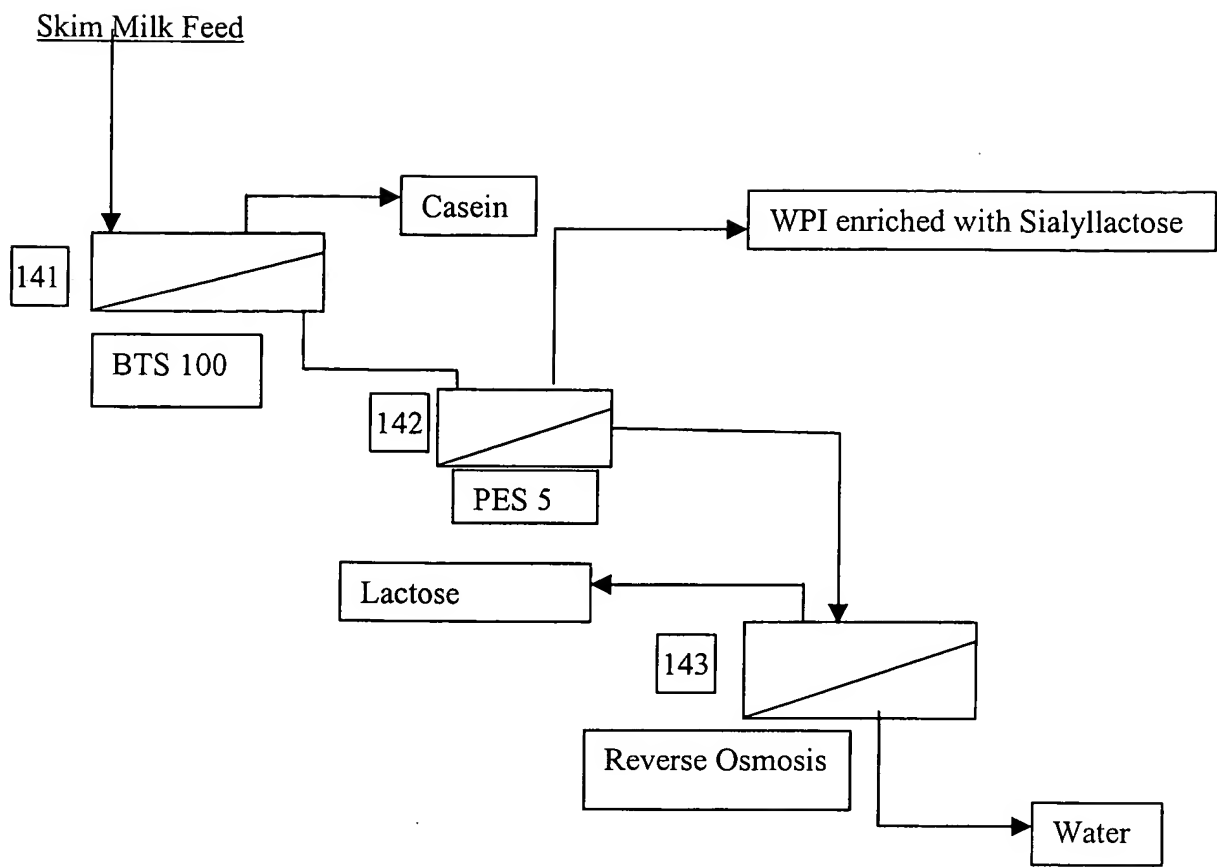 Skim Milk Feed
Casein
WPI enriched with Sialyllactose
141
BTS 100
142
PES 5
Lactose
143
Reverse Osmosis
Water